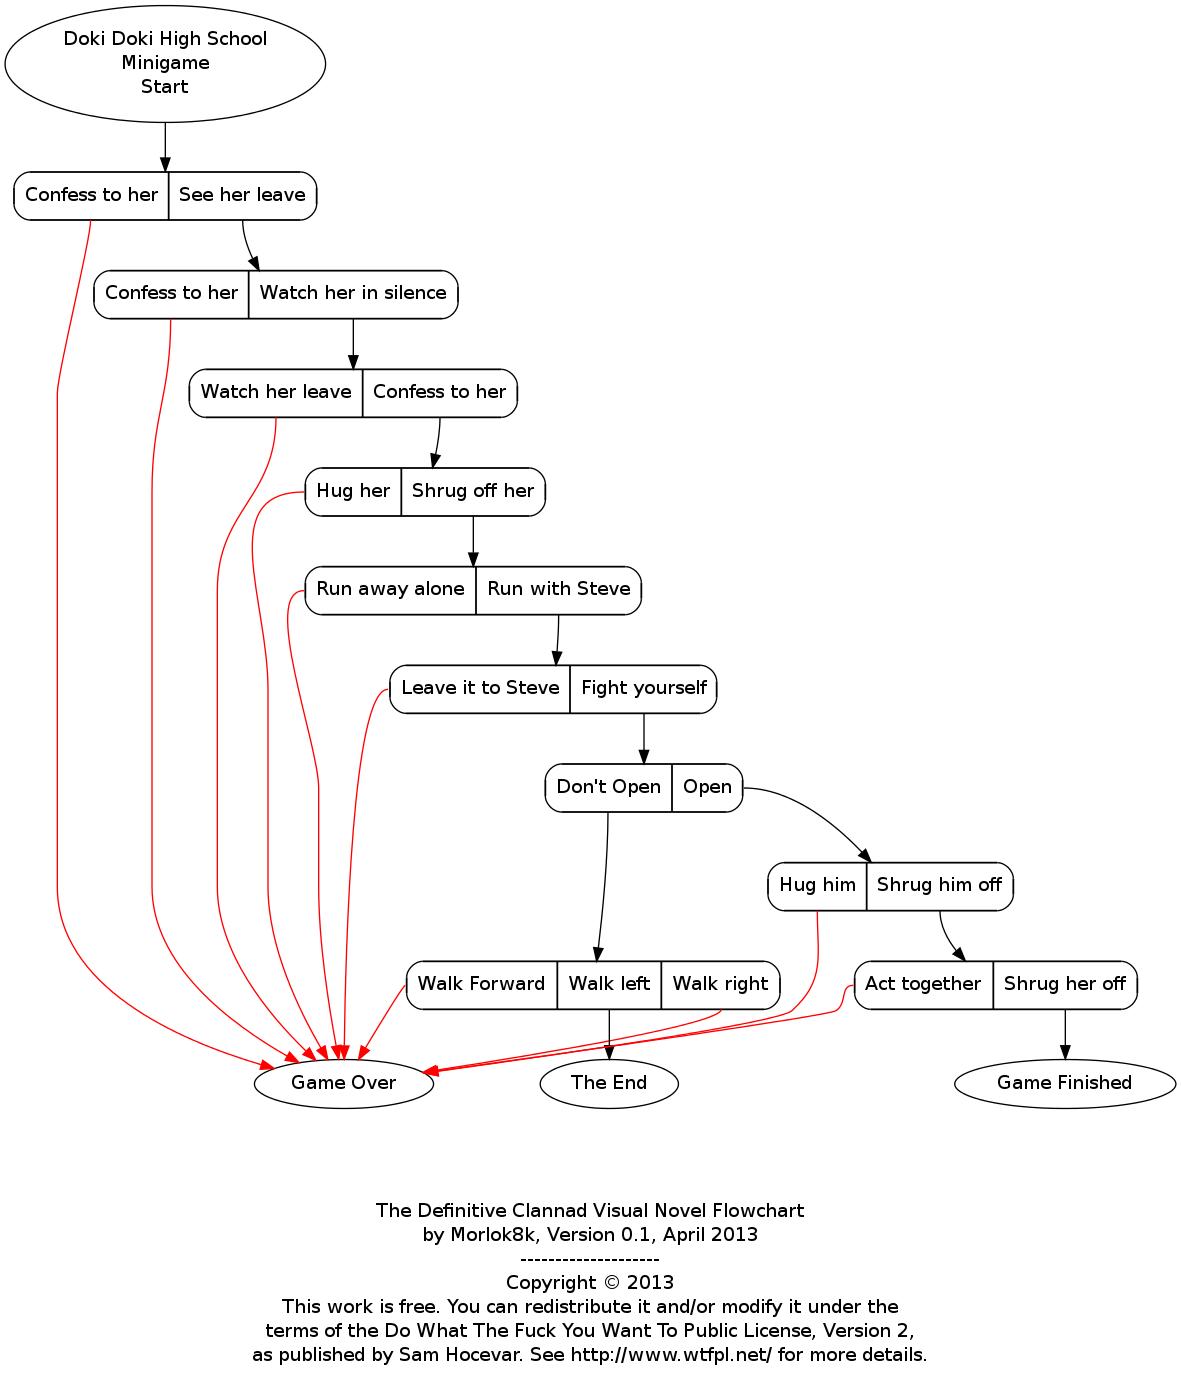 Doki Doki High School
Minigame
Start
Confess to her
See her leave
Confess to her
Watch her in silence
Watch her leave
Confess to her
Hug her
Shrug off her
Run away alone
Run with Steve
Leave it to Steve
Fight yourself
Don't Open
Open
Hug him
Shrug him off
Walk Forward
Walk left
Walk right
Act together
Shrug her off
Game Over
The End
Game Finished
The Definitive Clannad Visual Novel Flowchart
by Morlok8k, Version 0.1, April 2013
--------------------
Copyright © 2013
This work is free. You can redistribute it and/or modify it under the
terms of the Do What The Fuck You Want To Public License, Version 2,
as published by Sam Hocevar. See http://www.wtfpl.net/ for more details.